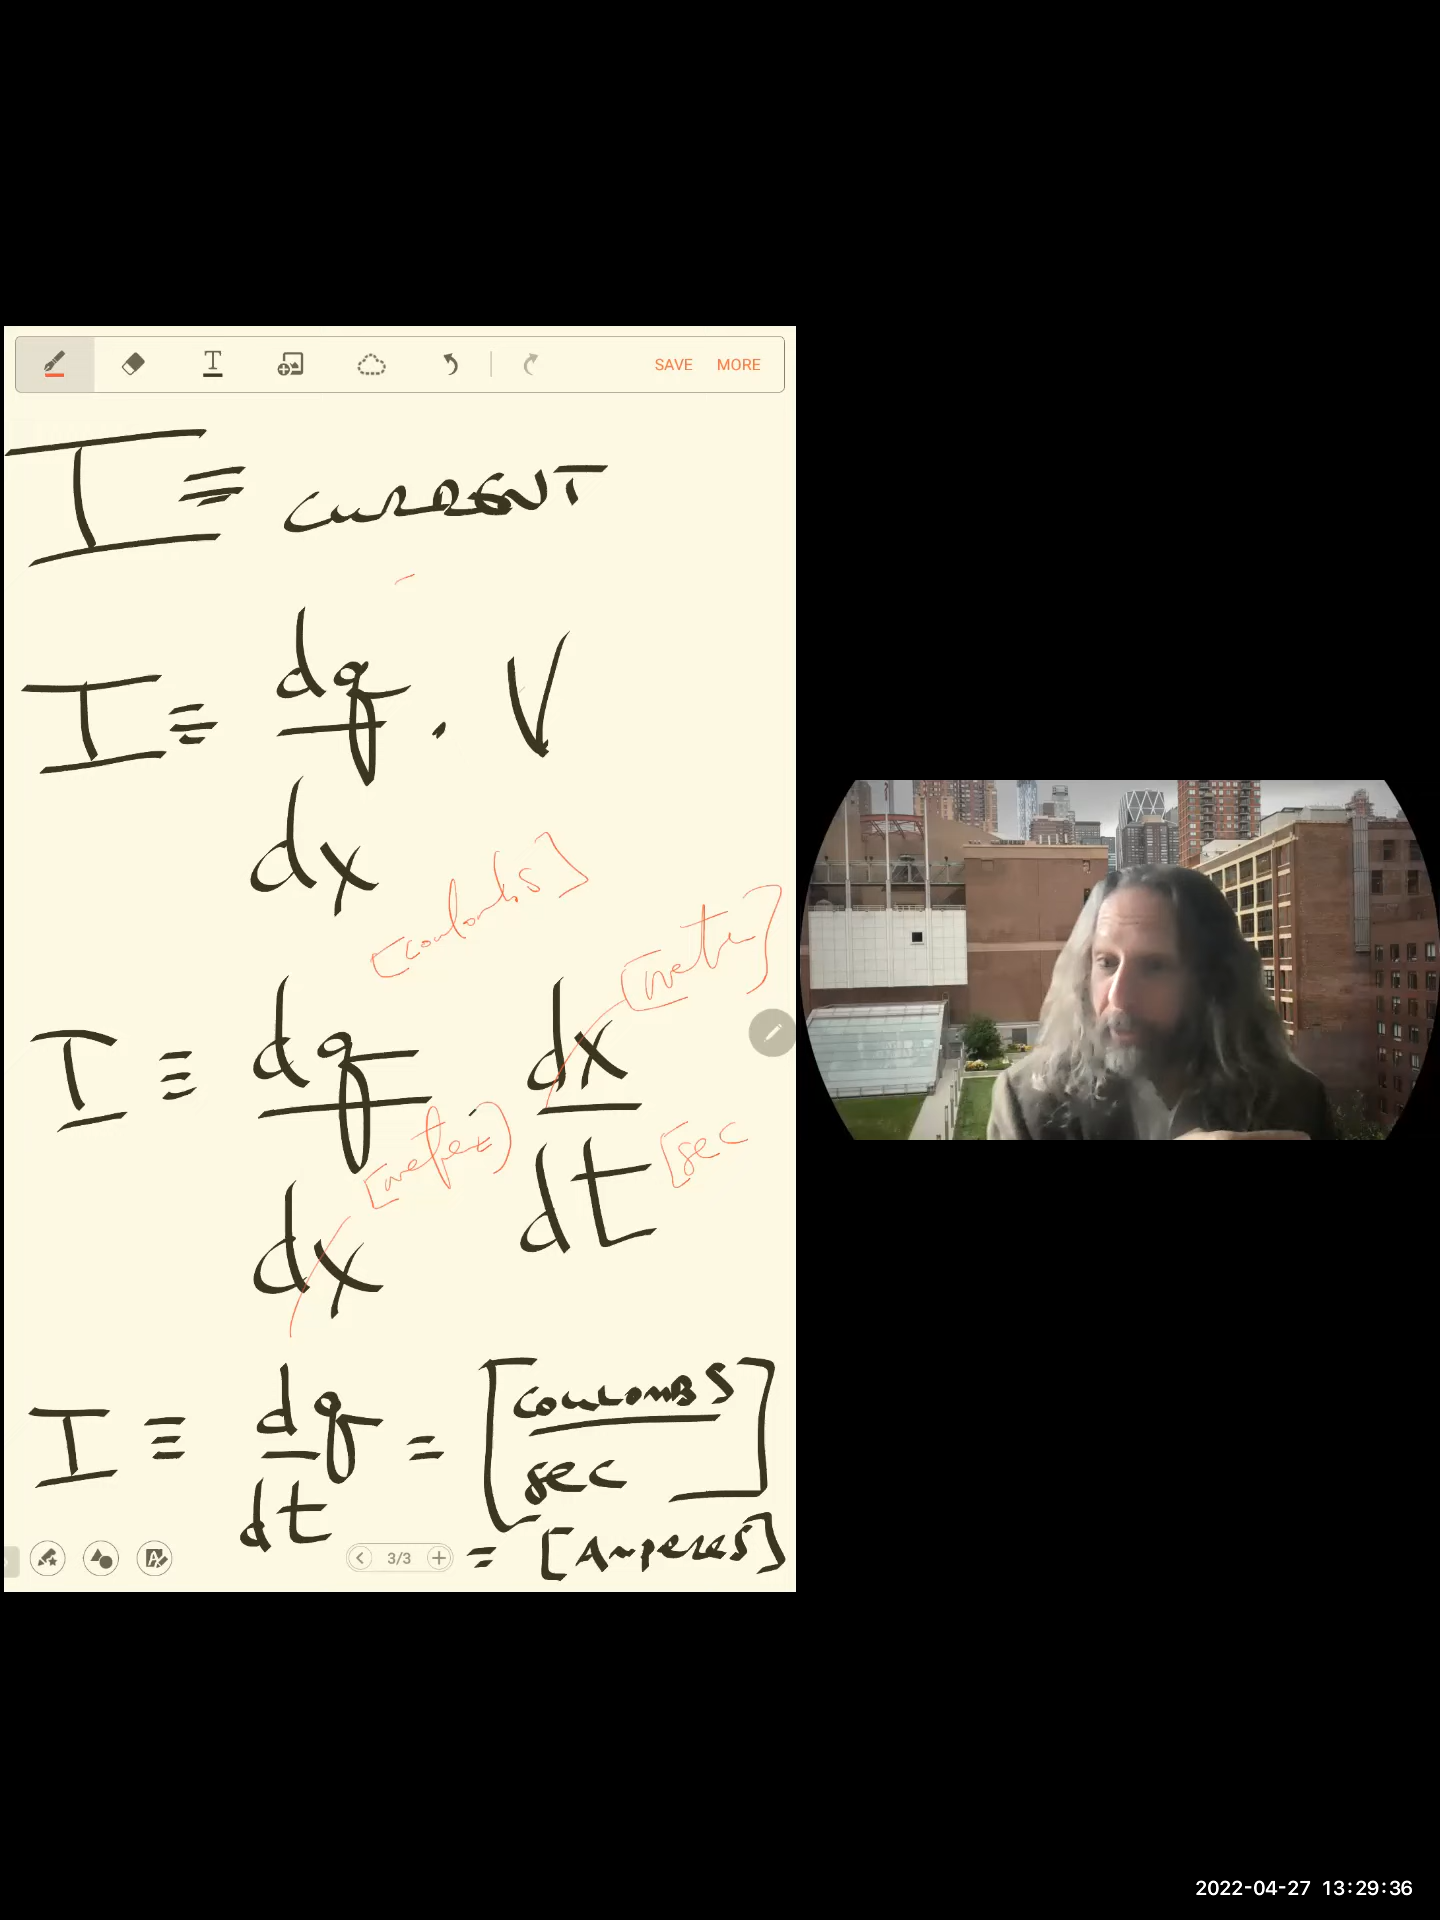 SAVE MORE
I ≡ CURRENT
I ≡ dq/dx · V
[coulombs]
[mete]
I ≡ dq/dx · dx/dt
[meter]
[sec
I ≡ dq/dt = [COULOMBS/sec]
= [AmpereS]
3/3
2022-04-27 13:29:36